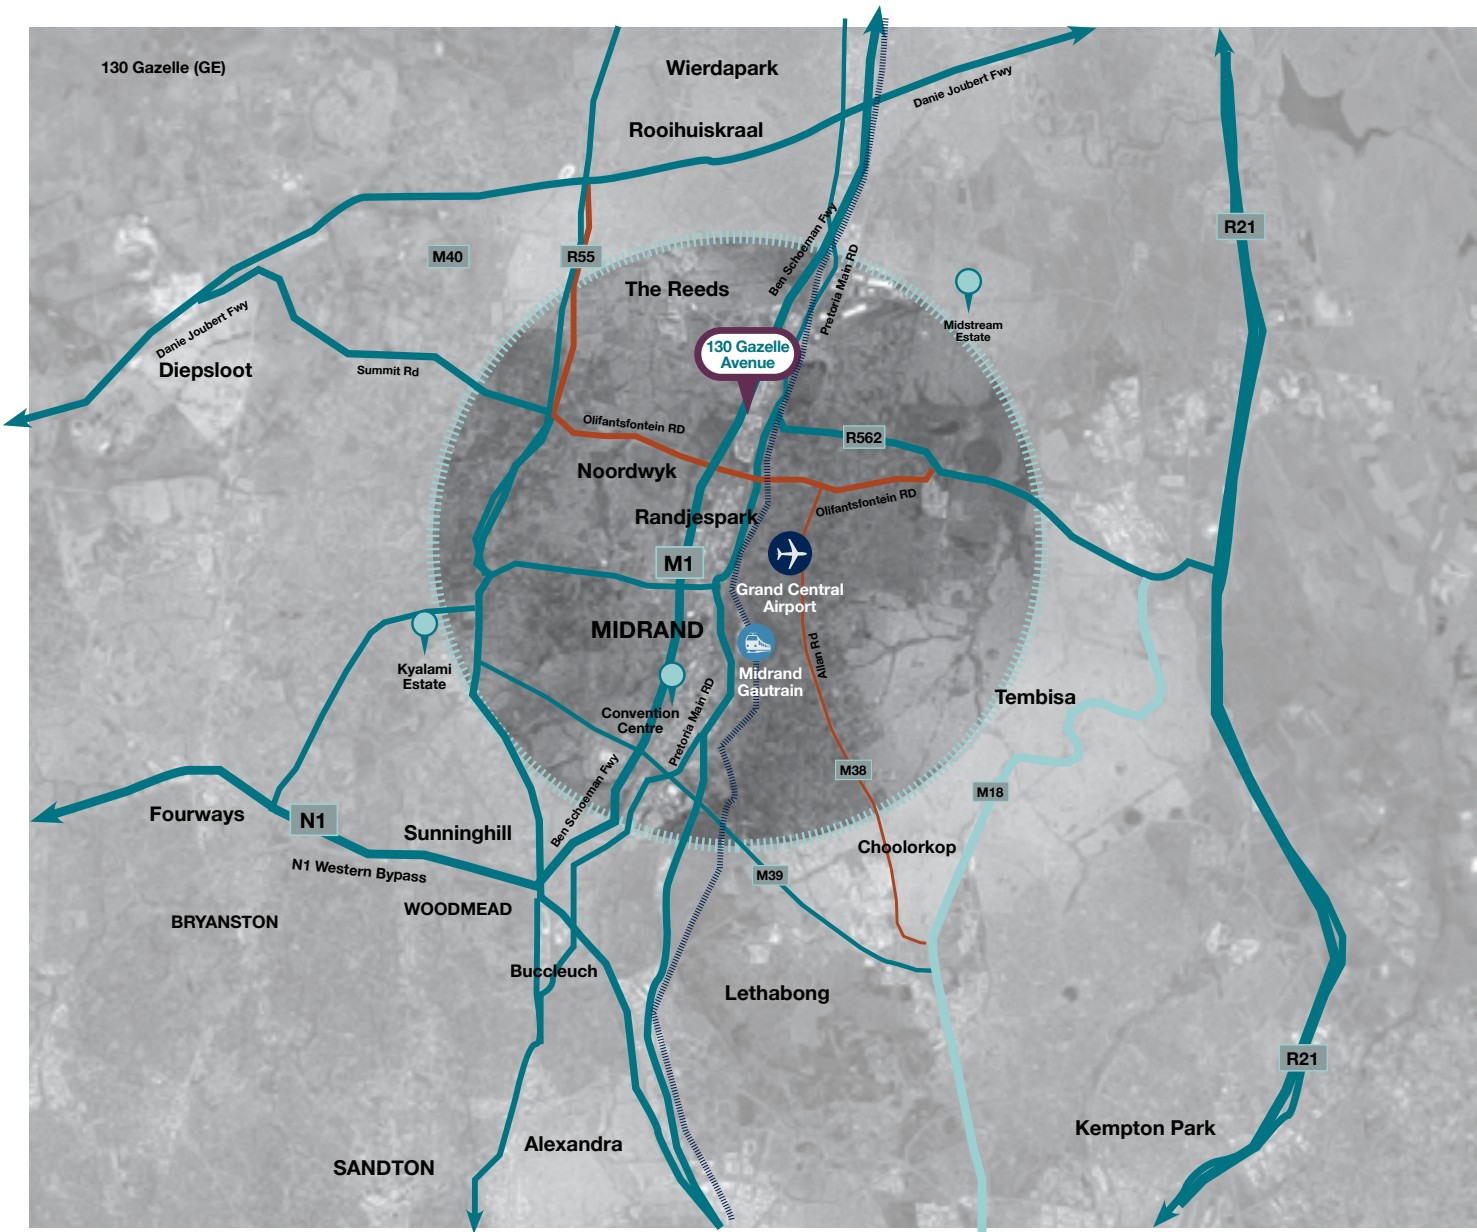 130 Gazelle (GE)
Wierdapark
Danie Joubert Fwy
Rooihuiskraal
R21
M40
R55
Ben Schoeman Fwy
Pretoria Main RD
The Reeds
Midstream
Estate
Danie Joubert Fwy
130 Gazelle
Avenue
Diepsloot
Summit Rd
Olifantsfontein RD
R562
Noordwyk
Olifantsfontein RD
Randjespark
M1
Grand Central
Airport
MIDRAND
Allan Rd
Kyalami
Estate
Midrand
Gautrain
Tembisa
Convention
Centre
Pretoria Main RD
M38
M18
Ben Schoeman Fwy
Fourways
N1
Sunninghill
Choolorkop
N1 Western Bypass
M39
WOODMEAD
BRYANSTON
Buccleuch
Lethabong
R21
Kempton Park
Alexandra
SANDTON